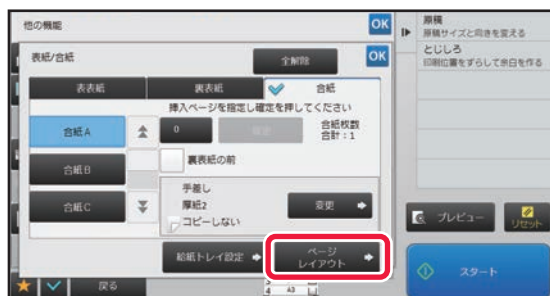 他の機能
OK
表紙/合紙
全解除
OK
表表紙
裏表紙
合紙
挿入ページを指定し確定を押してください
合紙A
0
合紙枚数
合計:1
合紙B
裏表紙の前
合紙C
手差し
厚紙2
コピーしない
変更
給紙トレイ設定
ページ
レイアウト
戻る
A3
原稿
原稿サイズと向きを変える
とじしろ
印刷位置をずらして余白を作る
プレビュー
リセット
スタート